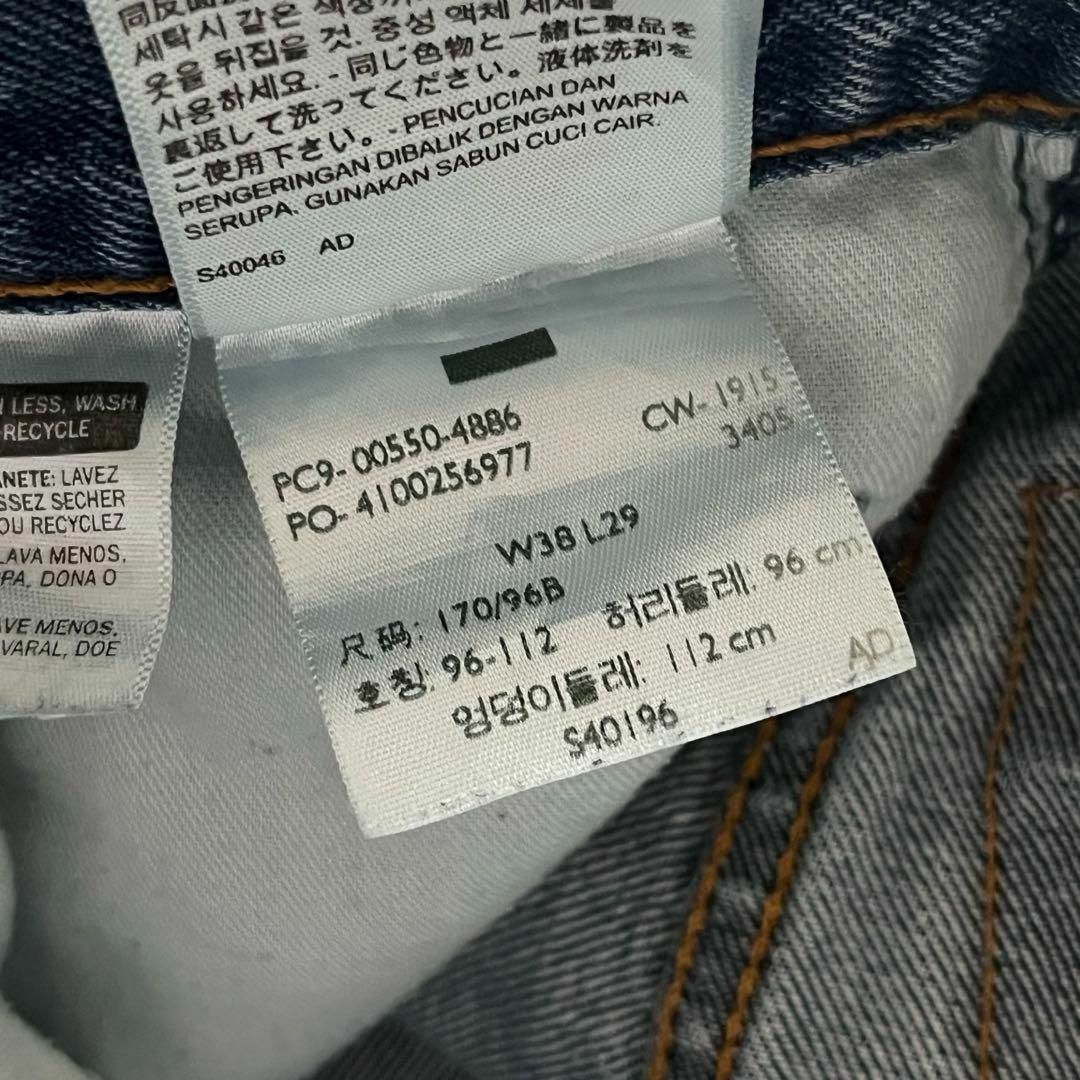 세탁시 같은 색상
옷을 뒤집을 것. 중성 액체 세제를
사용하세요. - 同じ色物と一緒に製品を
裏返して洗ってください。液体洗剤を
ご使用下さい。- PENCUCIAN DAN
PENGERINGAN DIBALIK DENGAN WARNA
SERUPA. GUNAKAN SABUN CUCI CAIR.
S40046 AD
LESS, WASH
RECYCLE
LAVEZ
SECHER
OU RECYCLEZ
LAVA MENOS,
DONA O
MENOS.
VARAL, DOE
PC9-00550-4886
PO-4100256977
CW-1915
3405
W38 L29
尺码: 170/96B
호칭: 96-112 허리둘레: 96 cm
엉덩이둘레: 112 cm
S40196
AD